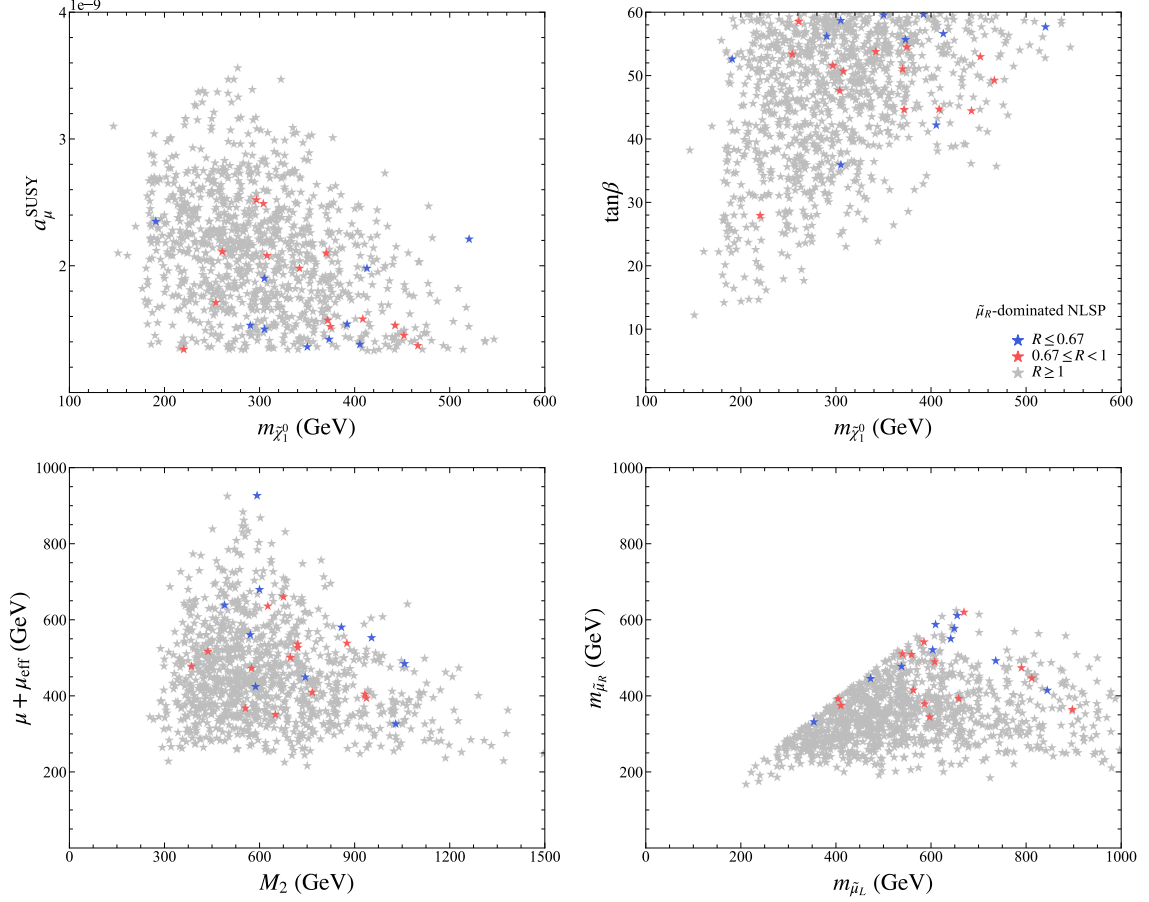 1e−9
4
3
2
a_μ^SUSY
100 200 300 400 500 600
m_χ̃₁⁰ (GeV)
60
50
40
30
20
10
tanβ
μ̃_R-dominated NLSP
R ≤ 0.67
0.67 ≤ R < 1
R ≥ 1
100 200 300 400 500 600
m_χ̃₁⁰ (GeV)
1000
800
600
400
200
μ + μ_eff (GeV)
0 300 600 900 1200 1500
M₂ (GeV)
1000
800
600
400
200
m_μ̃_R (GeV)
0 200 400 600 800 1000
m_μ̃_L (GeV)